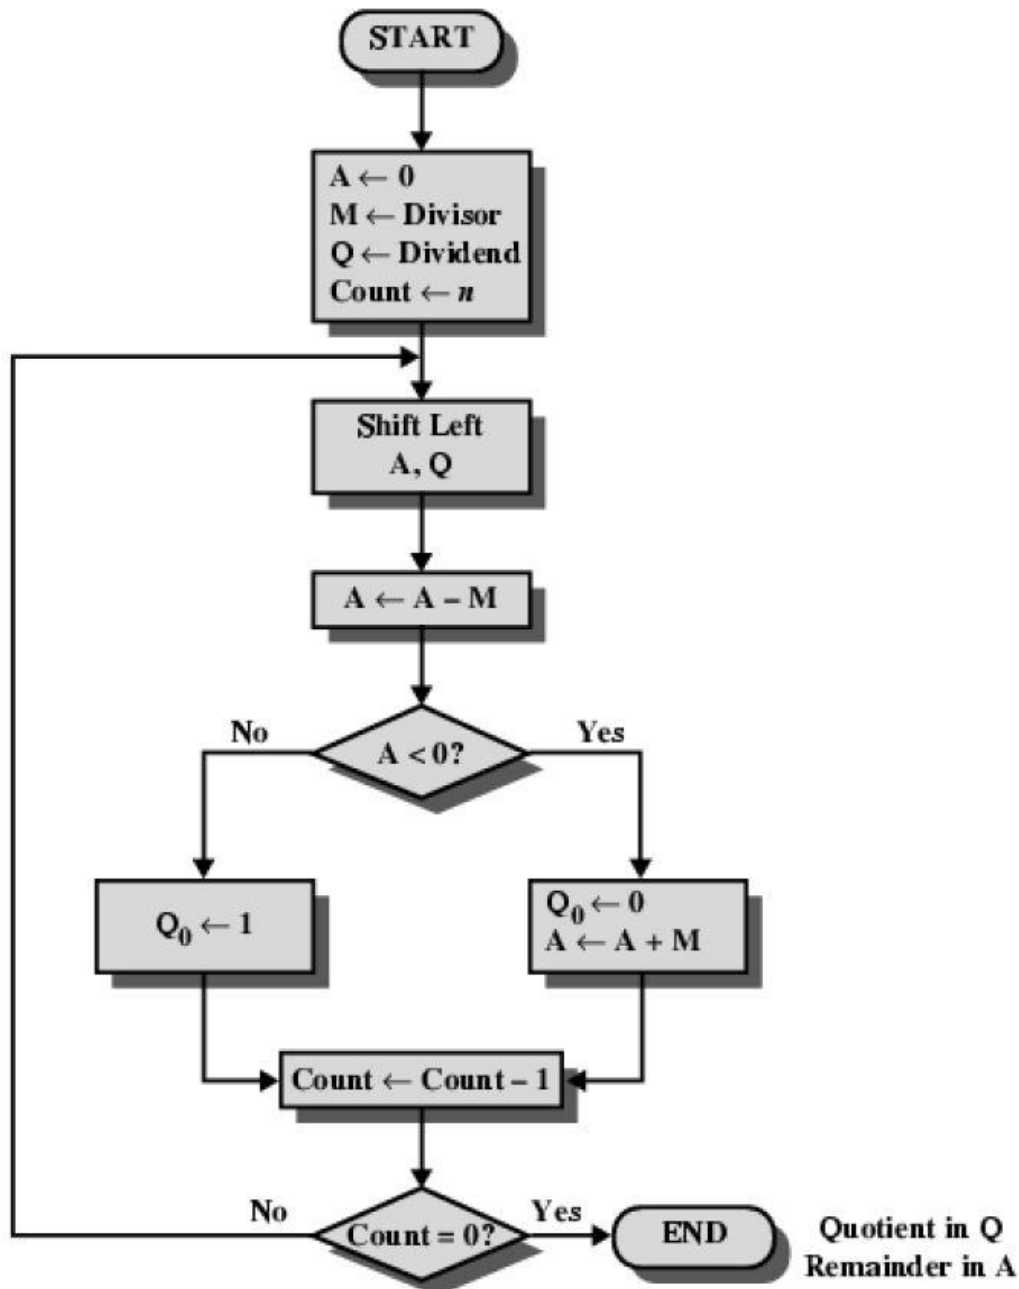 START
A ← 0
M ← Divisor
Q ← Dividend
Count ← n
Shift Left
A, Q
A ← A – M
No
A < 0?
Yes
Q0 ← 1
Q0 ← 0
A ← A + M
Count ← Count – 1
No
Count = 0?
Yes
END
Quotient in Q
Remainder in A